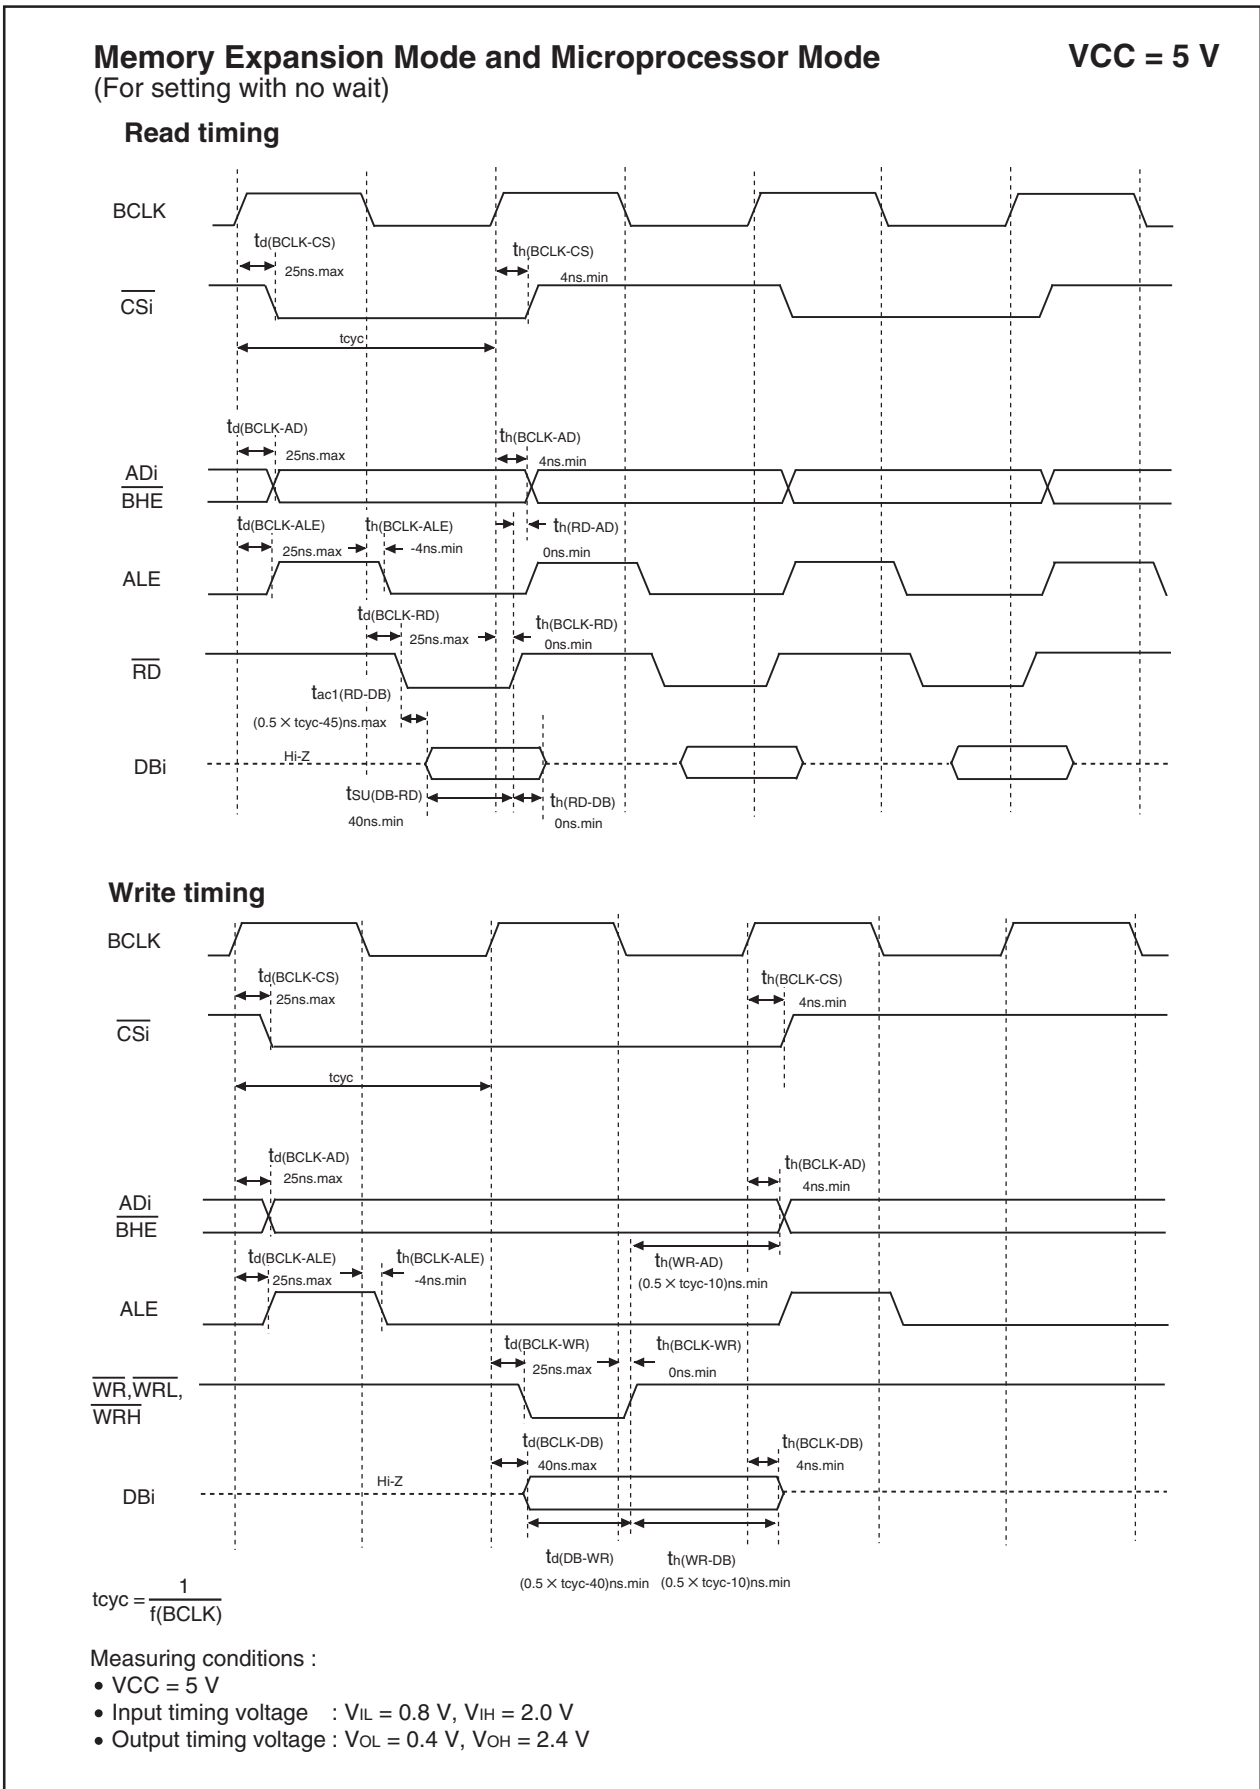 Memory Expansion Mode and Microprocessor Mode VCC = 5 V
(For setting with no wait)
Read timing
BCLK
td(BCLK-CS)
25ns.max
th(BCLK-CS)
4ns.min
CSi
tcyc
td(BCLK-AD)
25ns.max
th(BCLK-AD)
4ns.min
ADi
BHE
td(BCLK-ALE)
25ns.max
th(BCLK-ALE)
-4ns.min
th(RD-AD)
0ns.min
ALE
td(BCLK-RD)
25ns.max
th(BCLK-RD)
0ns.min
RD
tac1(RD-DB)
(0.5 × tcyc-45)ns.max
DBi
Hi-Z
tSU(DB-RD)
40ns.min
th(RD-DB)
0ns.min
Write timing
BCLK
td(BCLK-CS)
25ns.max
th(BCLK-CS)
4ns.min
CSi
tcyc
td(BCLK-AD)
25ns.max
th(BCLK-AD)
4ns.min
ADi
BHE
td(BCLK-ALE)
25ns.max
th(BCLK-ALE)
-4ns.min
th(WR-AD)
(0.5 × tcyc-10)ns.min
ALE
td(BCLK-WR)
25ns.max
th(BCLK-WR)
0ns.min
WR,WRL,
WRH
td(BCLK-DB)
40ns.max
th(BCLK-DB)
4ns.min
Hi-Z
DBi
td(DB-WR)
(0.5 × tcyc-40)ns.min
th(WR-DB)
(0.5 × tcyc-10)ns.min
tcyc = 1
f(BCLK)
Measuring conditions :
• VCC = 5 V
• Input timing voltage : VIL = 0.8 V, VIH = 2.0 V
• Output timing voltage : VOL = 0.4 V, VOH = 2.4 V